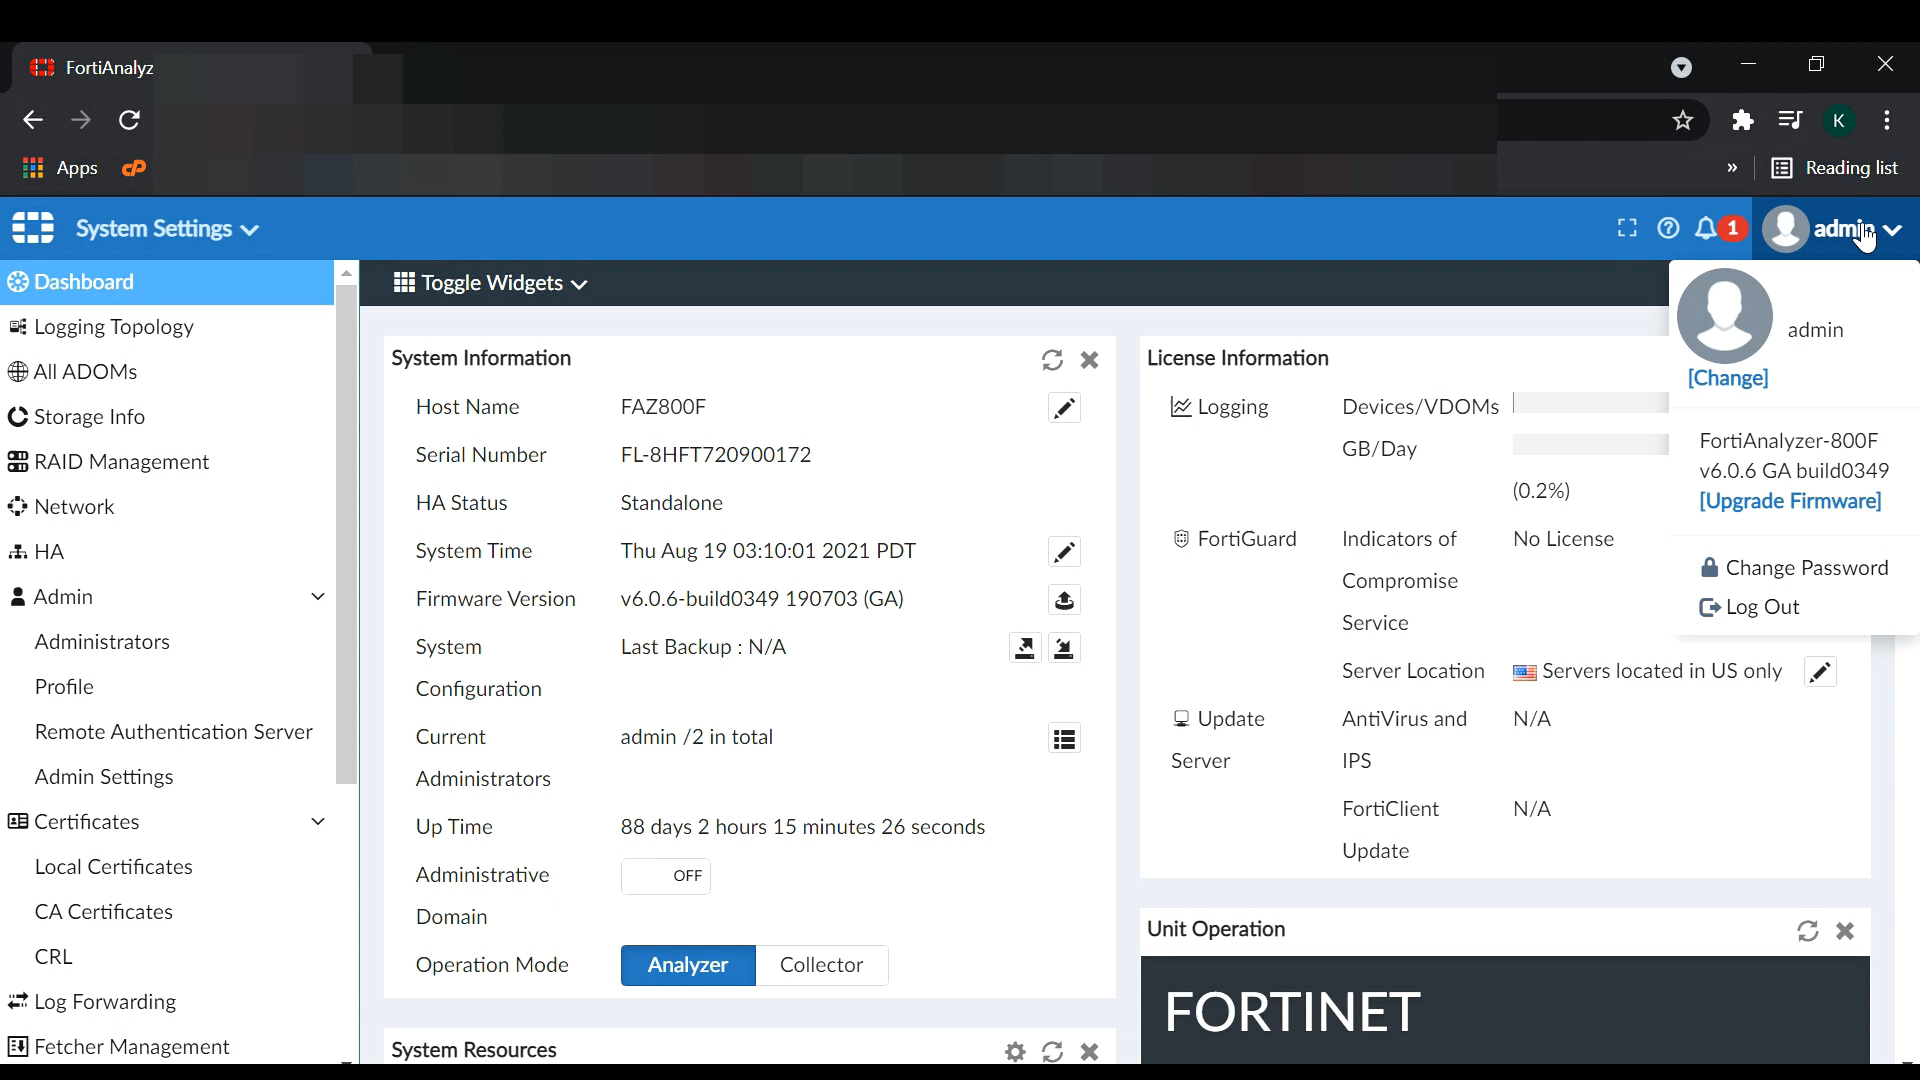 FortiAnalyz
K
Apps
cP
»
Reading list
System Settings
1
admin
Dashboard
Logging Topology
All ADOMs
Storage Info
RAID Management
Network
HA
Admin
Administrators
Profile
Remote Authentication Server
Admin Settings
Certificates
Local Certificates
CA Certificates
CRL
Log Forwarding
Fetcher Management
Toggle Widgets
System Information
Host Name FAZ800F
Serial Number FL-8HFT720900172
HA Status Standalone
System Time Thu Aug 19 03:10:01 2021 PDT
Firmware Version v6.0.6-build0349 190703 (GA)
System Last Backup : N/A
Configuration
Current admin /2 in total
Administrators
Up Time 88 days 2 hours 15 minutes 26 seconds
Administrative OFF
Domain
Operation Mode Analyzer Collector
System Resources
License Information
Logging Devices/VDOMs
GB/Day
(0.2%)
FortiGuard Indicators of No License
Compromise
Service
Server Location Servers located in US only
Update AntiVirus and N/A
Server IPS
FortiClient N/A
Update
Unit Operation
FORTINET
admin
[Change]
FortiAnalyzer-800F
v6.0.6 GA build0349
[Upgrade Firmware]
Change Password
Log Out